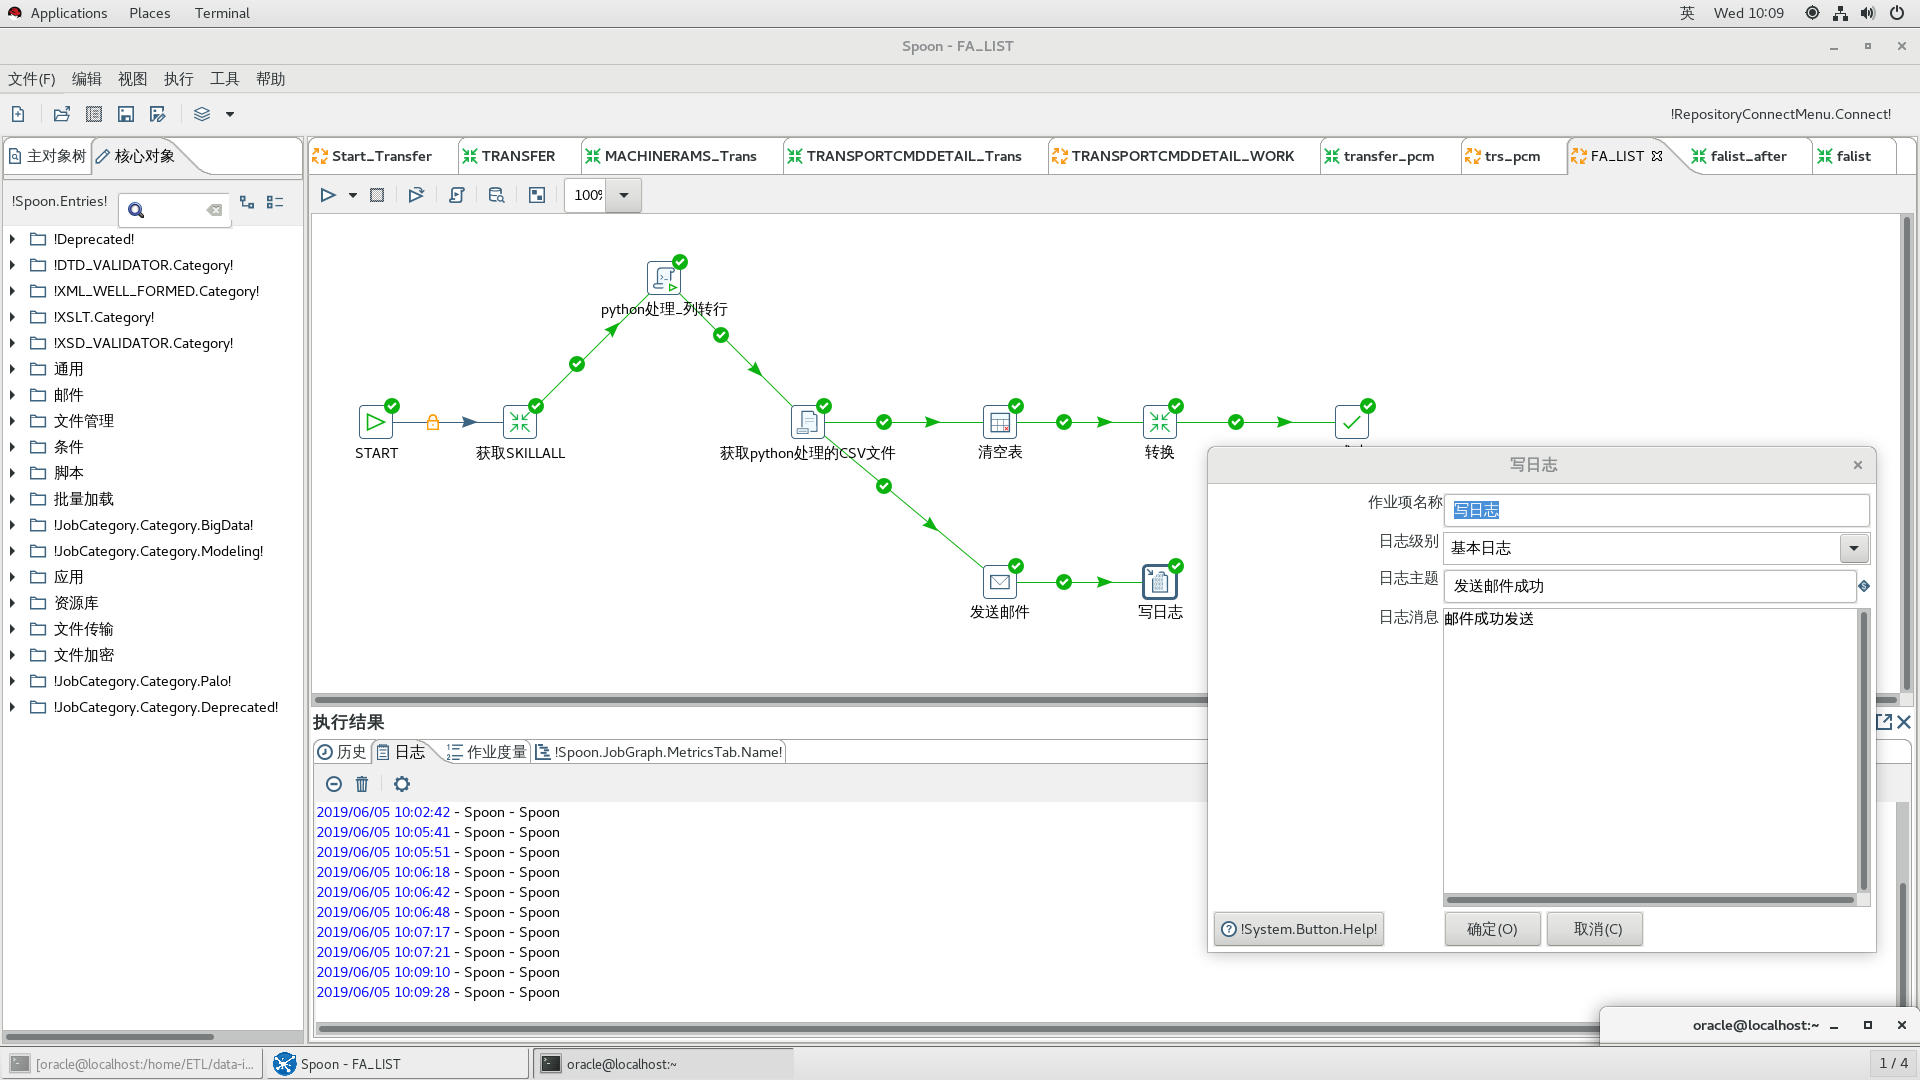 Applications Places Terminal 英 Wed 10:09
Spoon - FA_LIST
文件(F) 编辑 视图 执行 工具 帮助
!RepositoryConnectMenu.Connect!
主对象树 核心对象
Start_Transfer TRANSFER MACHINERAMS_Trans TRANSPORTCMDDETAIL_Trans TRANSPORTCMDDETAIL_WORK transfer_pcm trs_pcm FA_LIST falist_after falist
!Spoon.Entries!
100%
!Deprecated!
!DTD_VALIDATOR.Category!
!XML_WELL_FORMED.Category!
!XSLT.Category!
!XSD_VALIDATOR.Category!
通用
邮件
文件管理
条件
脚本
批量加载
!JobCategory.Category.BigData!
!JobCategory.Category.Modeling!
应用
资源库
文件传输
文件加密
!JobCategory.Category.Palo!
!JobCategory.Category.Deprecated!
python处理_列转行
START 获取SKILLALL 获取python处理的CSV文件 清空表 转换
发送邮件 写日志
写日志
作业项名称 写日志
日志级别 基本日志
日志主题 发送邮件成功
日志消息 邮件成功发送
!System.Button.Help! 确定(O) 取消(C)
执行结果
历史 日志 作业度量 !Spoon.JobGraph.MetricsTab.Name!
2019/06/05 10:02:42 - Spoon - Spoon
2019/06/05 10:05:41 - Spoon - Spoon
2019/06/05 10:05:51 - Spoon - Spoon
2019/06/05 10:06:18 - Spoon - Spoon
2019/06/05 10:06:42 - Spoon - Spoon
2019/06/05 10:06:48 - Spoon - Spoon
2019/06/05 10:07:17 - Spoon - Spoon
2019/06/05 10:07:21 - Spoon - Spoon
2019/06/05 10:09:10 - Spoon - Spoon
2019/06/05 10:09:28 - Spoon - Spoon
oracle@localhost:~
[oracle@localhost:/home/ETL/data-i... Spoon - FA_LIST oracle@localhost:~ 1 / 4